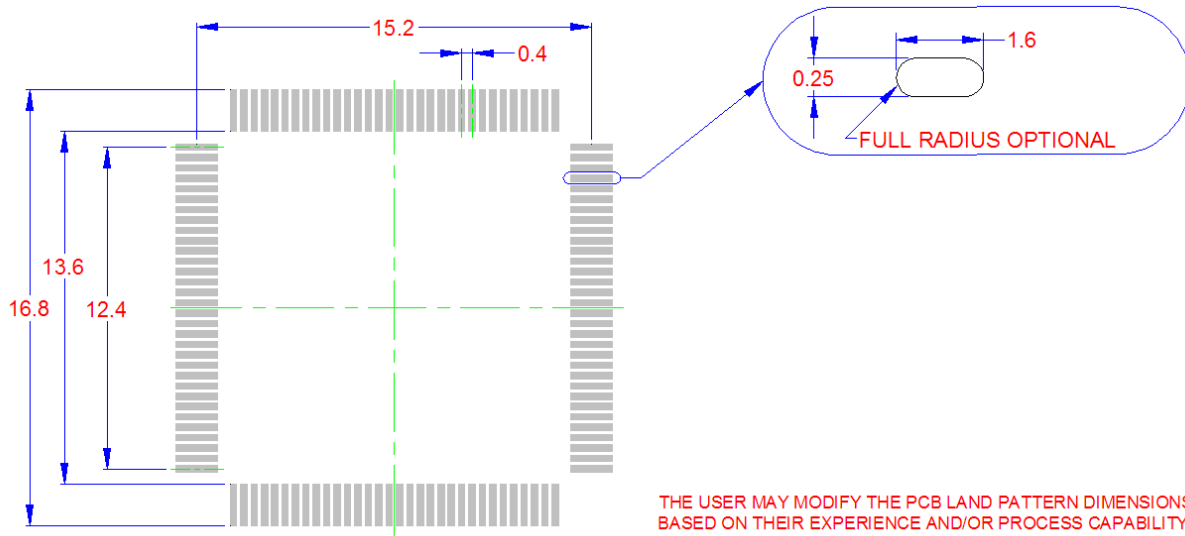 15.2
0.4
1.6
0.25
FULL RADIUS OPTIONAL
13.6
16.8
12.4
THE USER MAY MODIFY THE PCB LAND PATTERN DIMENSIONS
BASED ON THEIR EXPERIENCE AND/OR PROCESS CAPABILITY